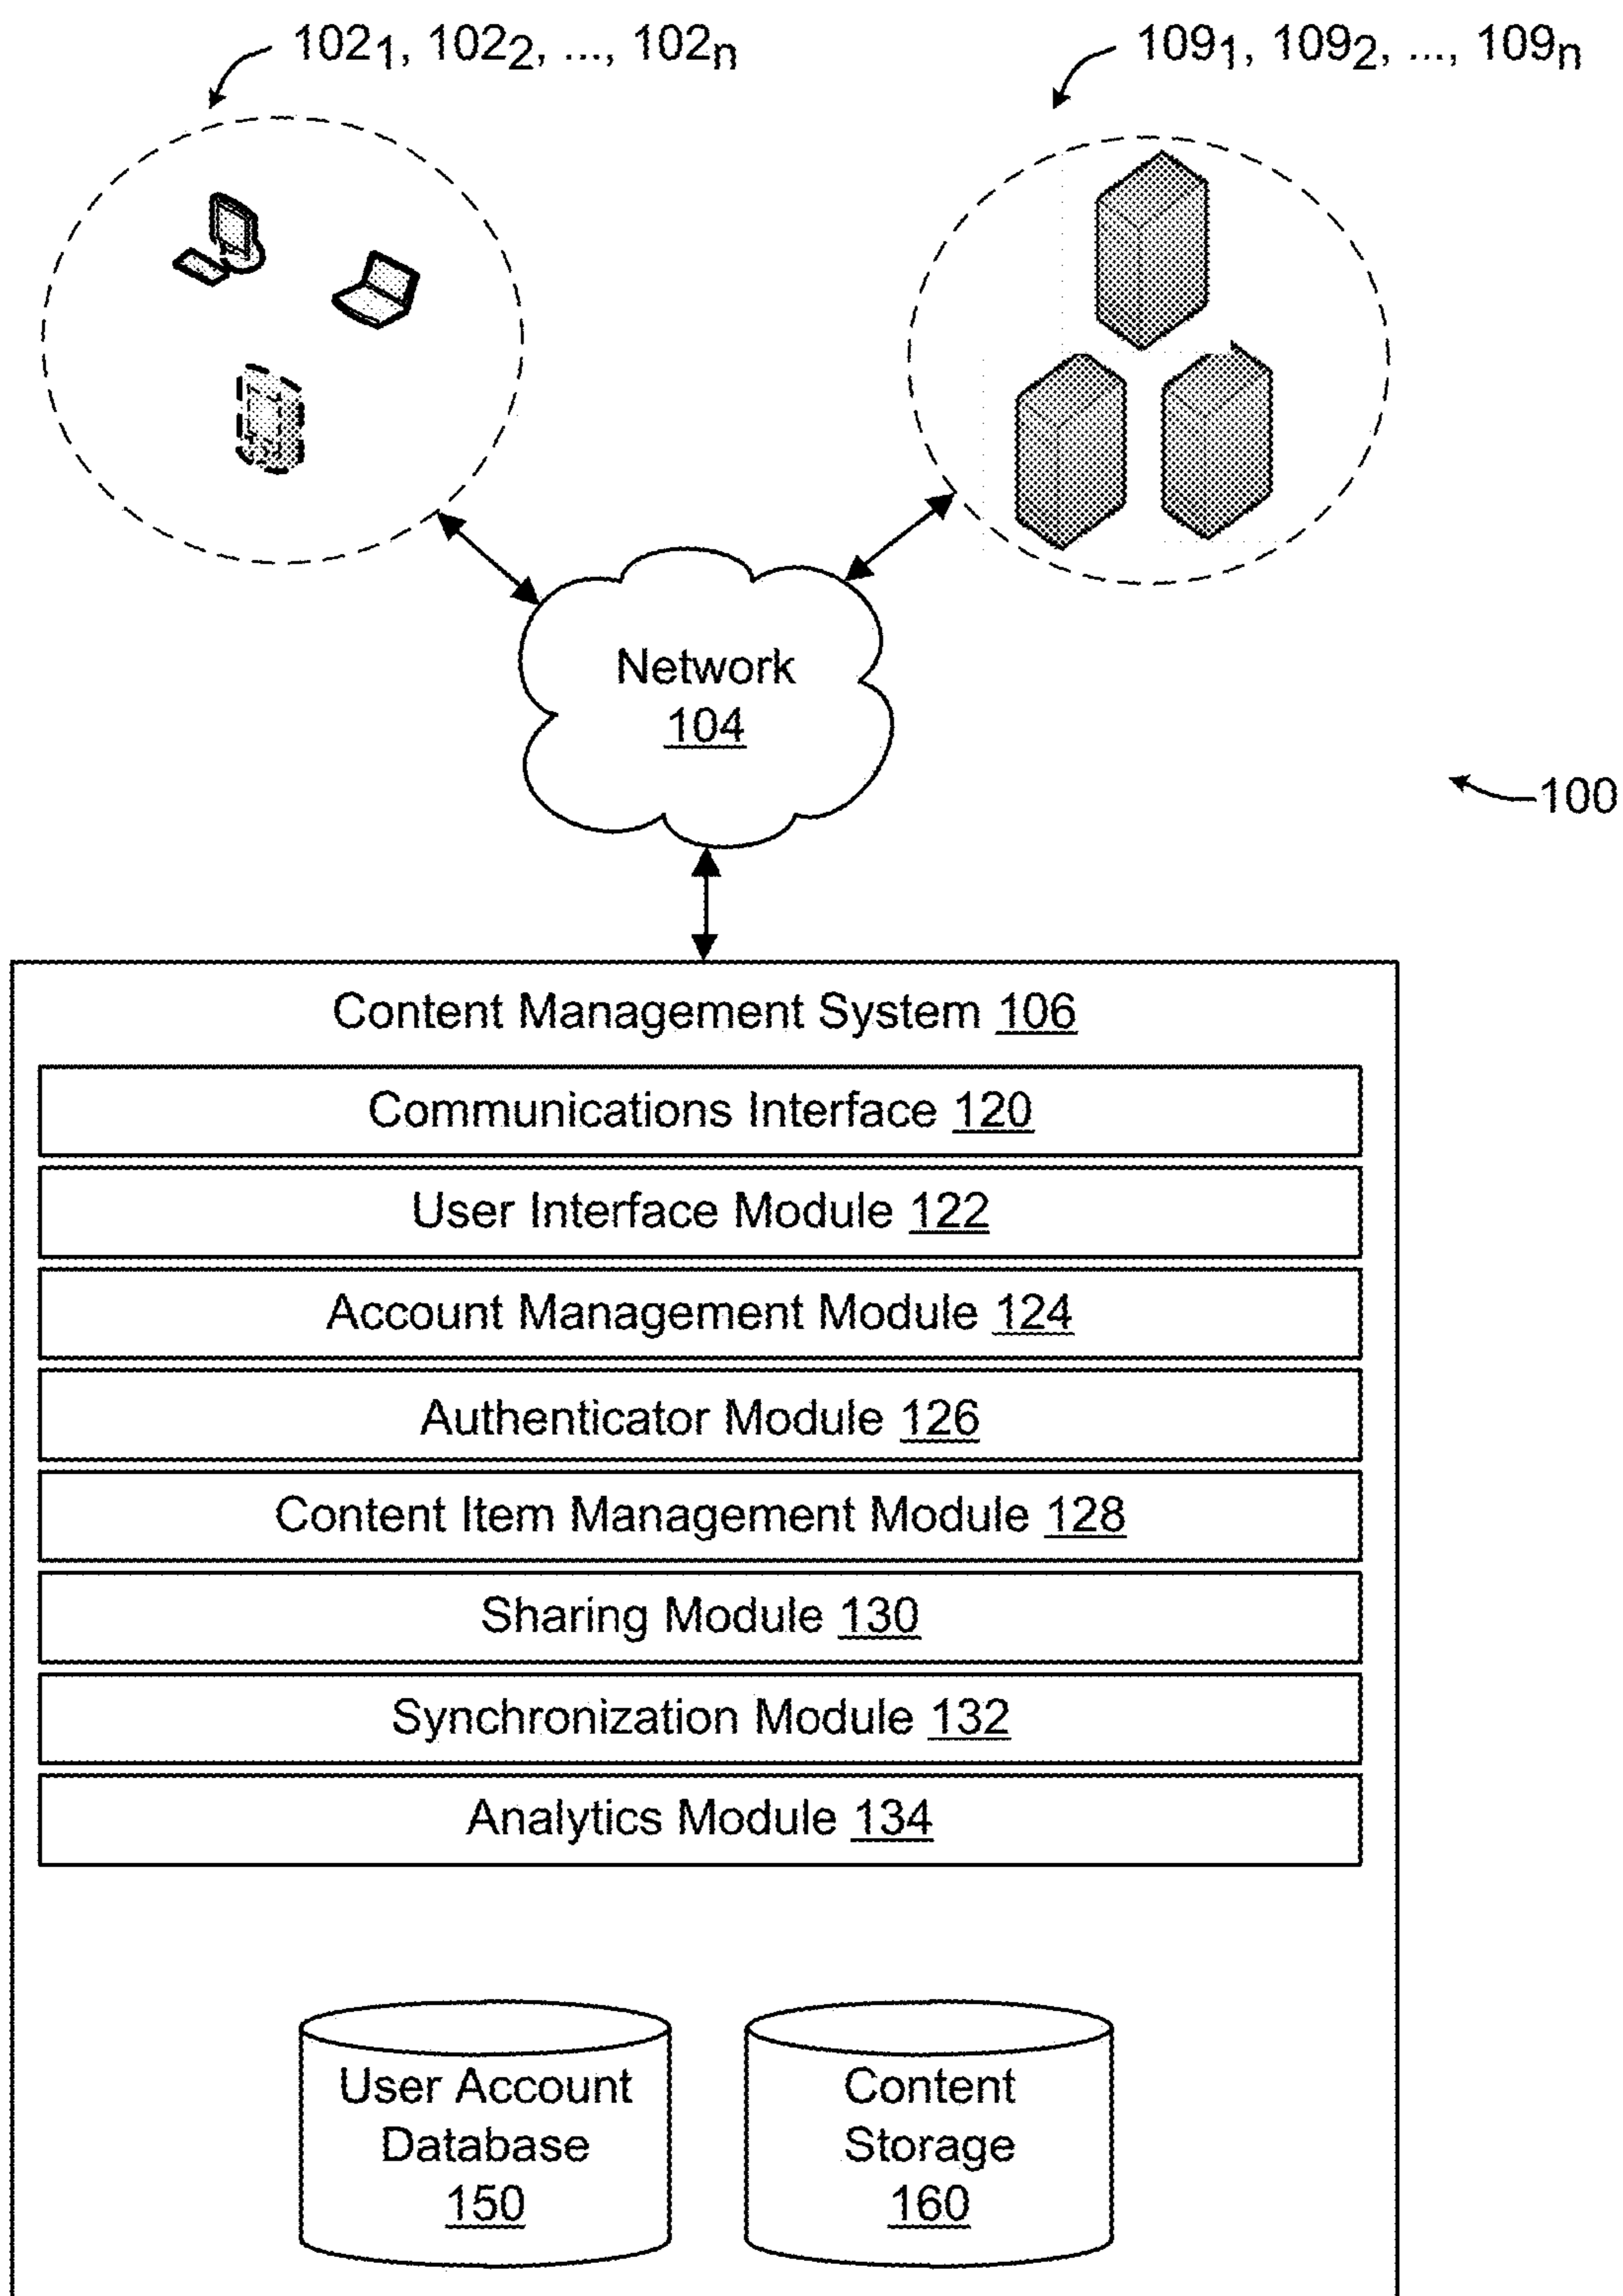 102₁, 102₂, ..., 102ₙ
109₁, 109₂, ..., 109ₙ
Network
104
100
Content Management System 106
Communications Interface 120
User Interface Module 122
Account Management Module 124
Authenticator Module 126
Content Item Management Module 128
Sharing Module 130
Synchronization Module 132
Analytics Module 134
User Account
Database
150
Content
Storage
160